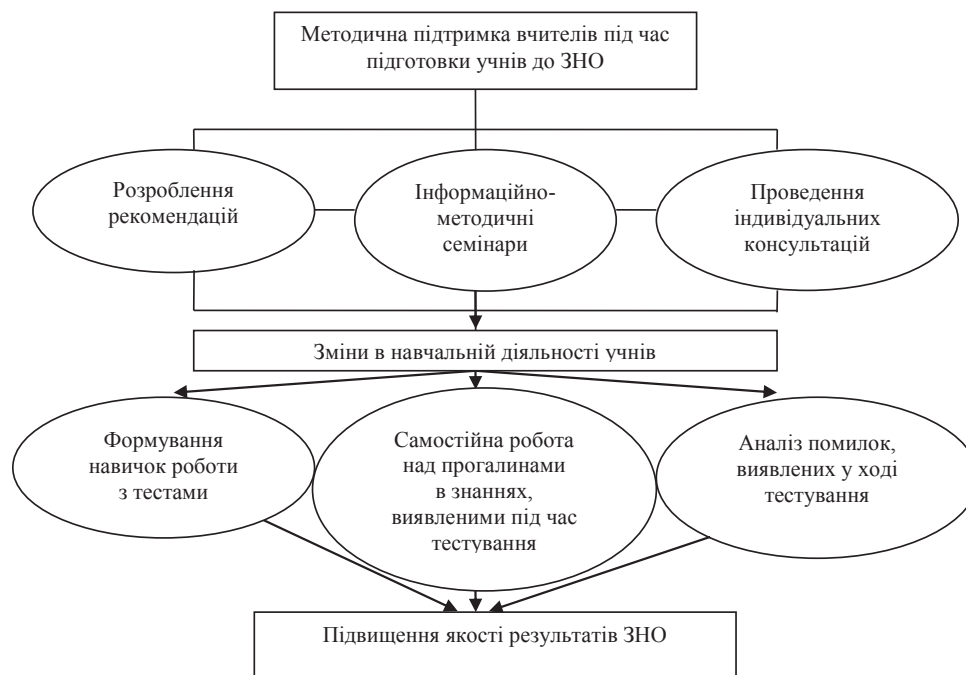 Методична підтримка вчителів під час
підготовки учнів до ЗНО
Розроблення
рекомендацій
Інформаційно-
методичні
семінари
Проведення
індивідуальних
консультацій
Зміни в навчальній діяльності учнів
Формування
навичок роботи
з тестами
Самостійна робота
над прогалинами
в знаннях,
виявленими під час
тестування
Аналіз помилок,
виявлених у ході
тестування
Підвищення якості результатів ЗНО